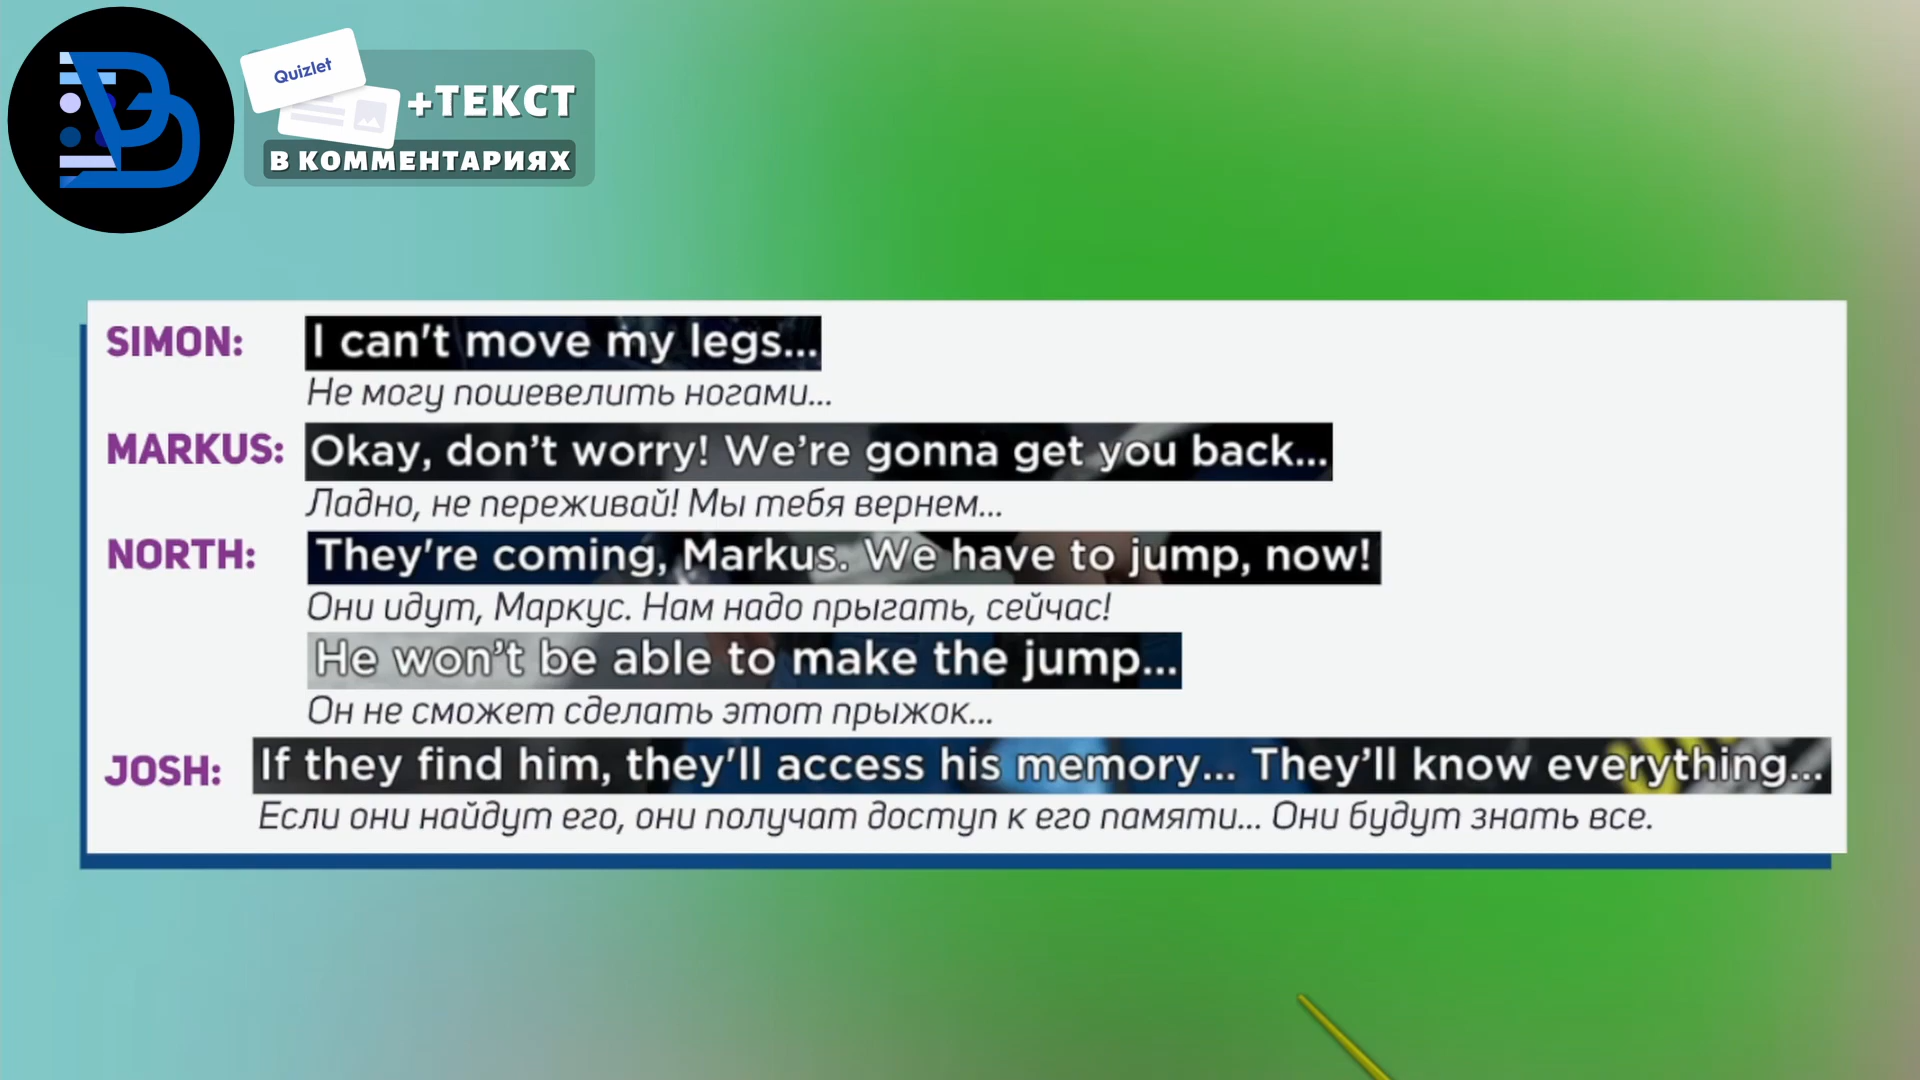 Quizlet
+ТЕКСТ
В КОММЕНТАРИЯХ
SIMON: I can't move my legs...
Не могу пошевелить ногами...
MARKUS: Okay, don't worry! We're gonna get you back...
Ладно, не переживай! Мы тебя вернем...
NORTH: They're coming, Markus. We have to jump, now!
Они идут, Маркус. Нам надо прыгать, сейчас!
He won't be able to make the jump...
Он не сможет сделать этот прыжок...
JOSH: If they find him, they'll access his memory... They'll know everything...
Если они найдут его, они получат доступ к его памяти... Они будут знать все.